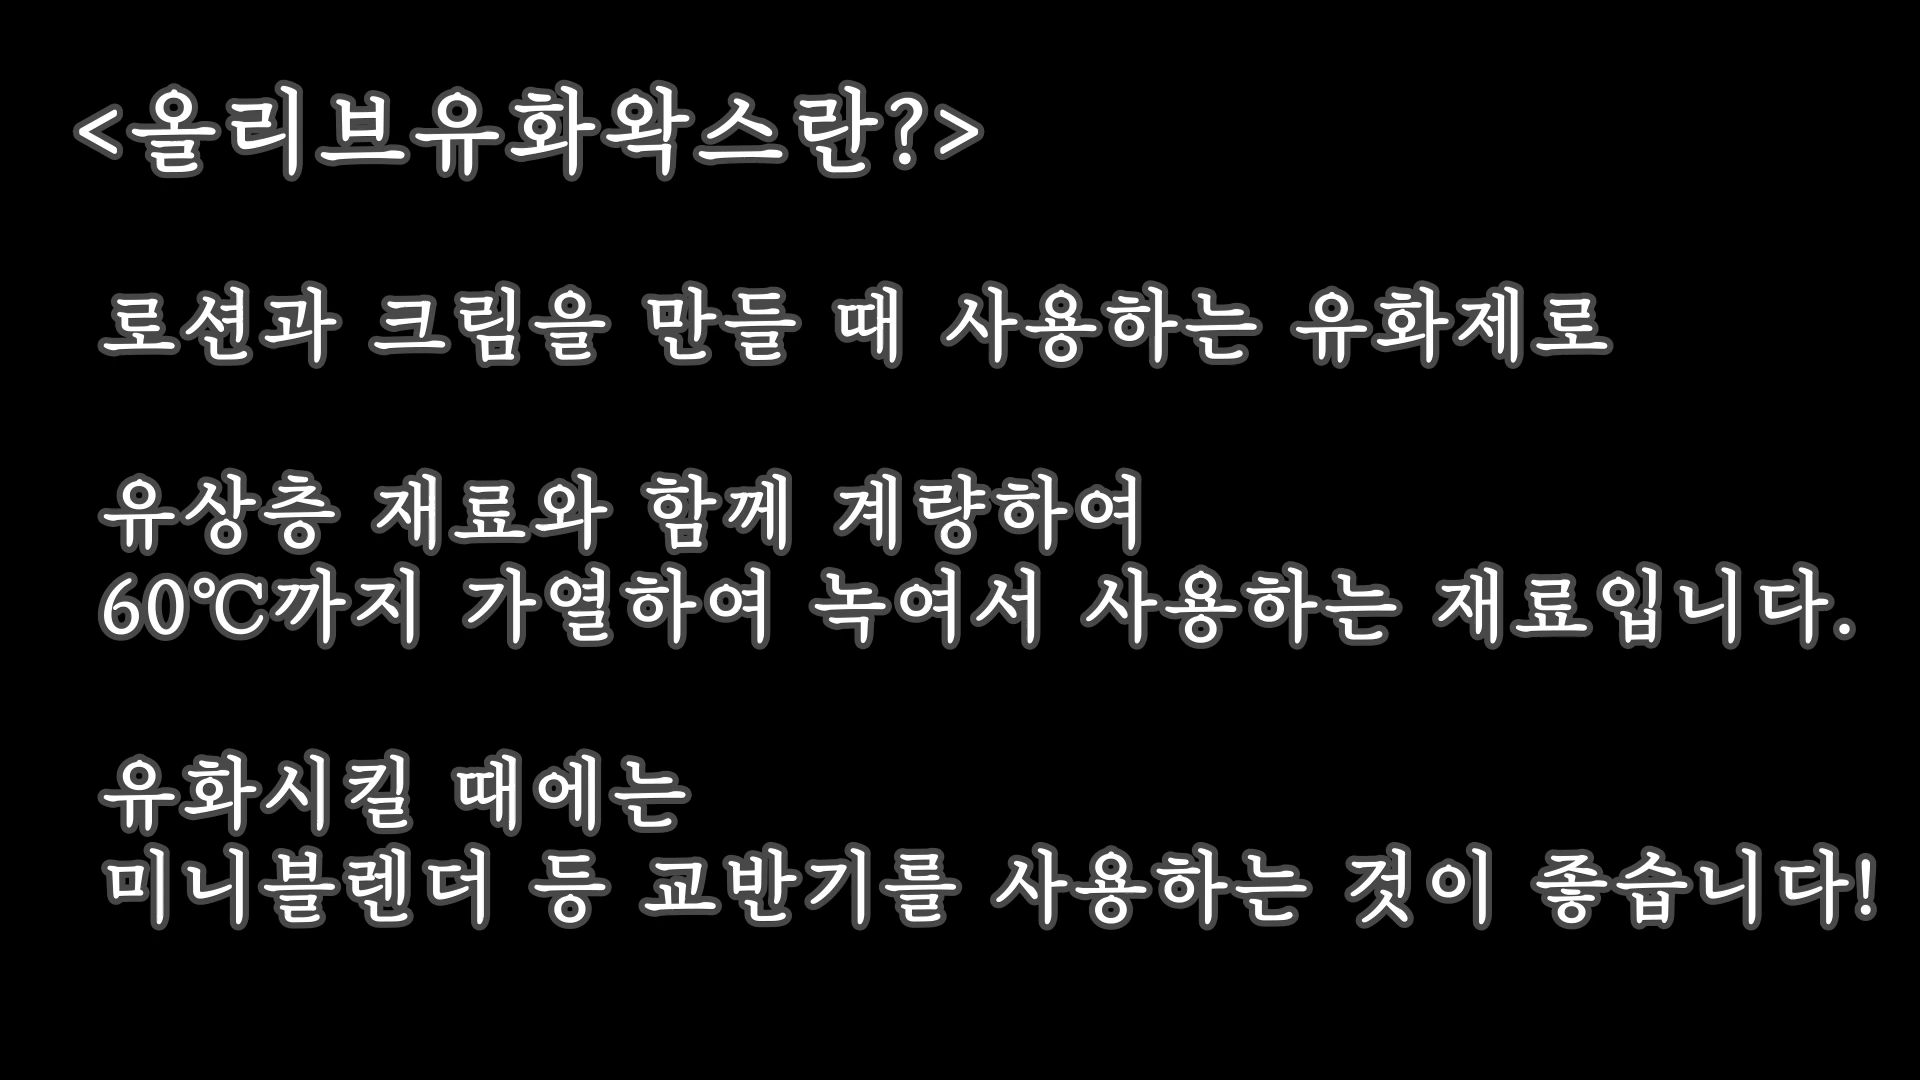 <올리브유화왁스란?>
로션과 크림을 만들 때 사용하는 유화제로
유상층 재료와 함께 계량하여
60℃까지 가열하여 녹여서 사용하는 재료입니다.
유화시킬 때에는
미니블렌더 등 교반기를 사용하는 것이 좋습니다!